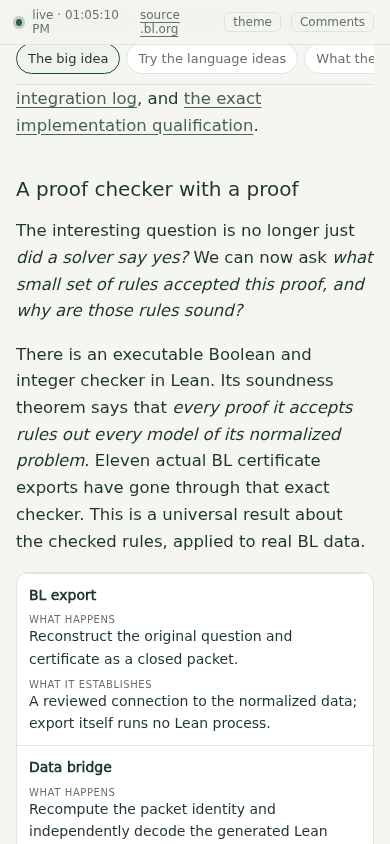 live · 01:05:10 PM
source.bl.org
theme
Comments
The big idea
Try the language ideas
What the
integration log, and the exact
implementation qualification.
A proof checker with a proof
The interesting question is no longer just
did a solver say yes? We can now ask what
small set of rules accepted this proof, and
why are those rules sound?
There is an executable Boolean and
integer checker in Lean. Its soundness
theorem says that every proof it accepts
rules out every model of its normalized
problem. Eleven actual BL certificate
exports have gone through that exact
checker. This is a universal result about
the checked rules, applied to real BL data.
BL export
WHAT HAPPENS
Reconstruct the original question and
certificate as a closed packet.
WHAT IT ESTABLISHES
A reviewed connection to the normalized data;
export itself runs no Lean process.
Data bridge
WHAT HAPPENS
Recompute the packet identity and
independently decode the generated Lean